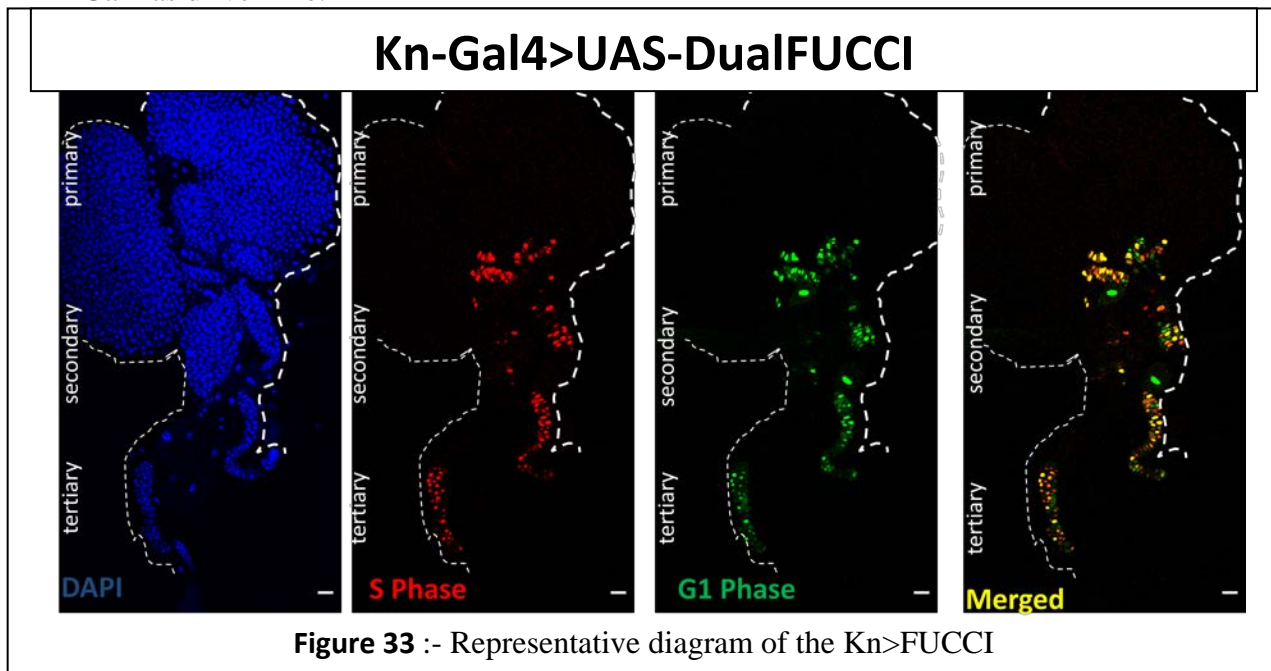 Kn-Gal4>UAS-DualFUCCI
primary
secondary
tertiary
DAPI
primary
secondary
tertiary
S Phase
primary
secondary
tertiary
G1 Phase
primary
secondary
tertiary
Merged
Figure 33 :- Representative diagram of the Kn>FUCCI